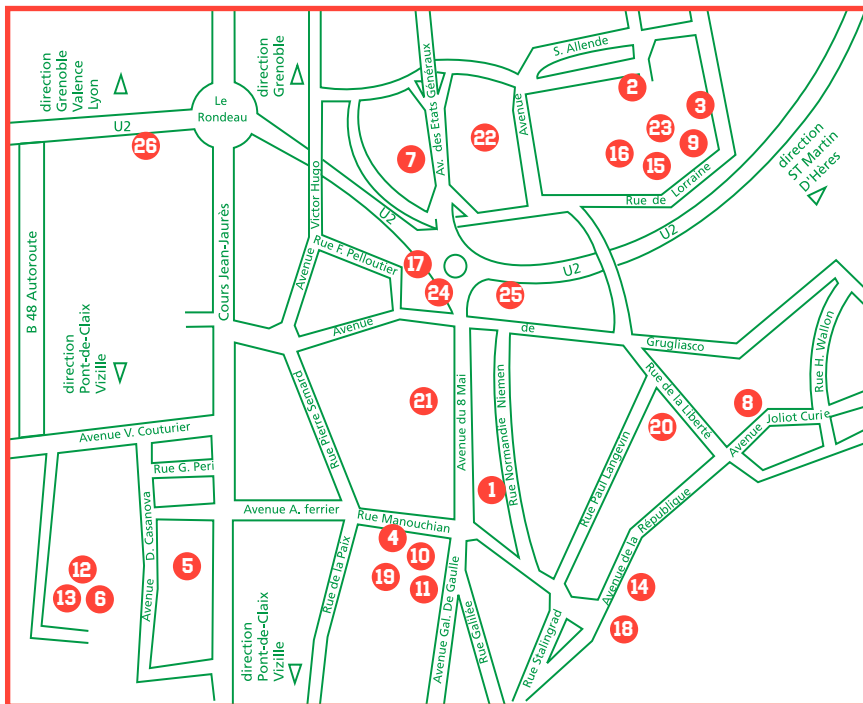 direction
Grenoble
Valence
Lyon
Le
Rondeau
direction
Grenoble
Av. des Etats Généraux
S. Allende
Avenue
2
3
23
9
16
15
7
22
U2
26
direction
ST Martin
D'Hères
Rue de Lorraine
Victor Hugo
Avenue
U2
U2
U2
Rue F. Pelloutier
17
24
25
B 48 Autoroute
Cours Jean-Jaurès
Avenue
de
Grugliasco
direction
Pont-de-Claix
Vizille
Rue Pierre Semard
21
Avenue du 8 Mai
Rue Normandie Niemen
Rue de la Liberté
Rue H. Wallon
8
Avenue Joliot Curie
20
Avenue V. Couturier
Rue G. Peri
1
Rue Paul Langevin
Avenue A. ferrier
Rue Manouchian
Avenue de la République
Avenue D. Casanova
5
4
10
19
11
12
13
6
Rue de la Paix
Avenue Gal. De Gaulle
Rue Galilée
Rue Stalingrad
14
18
direction
Pont-de-Claix
Vizille